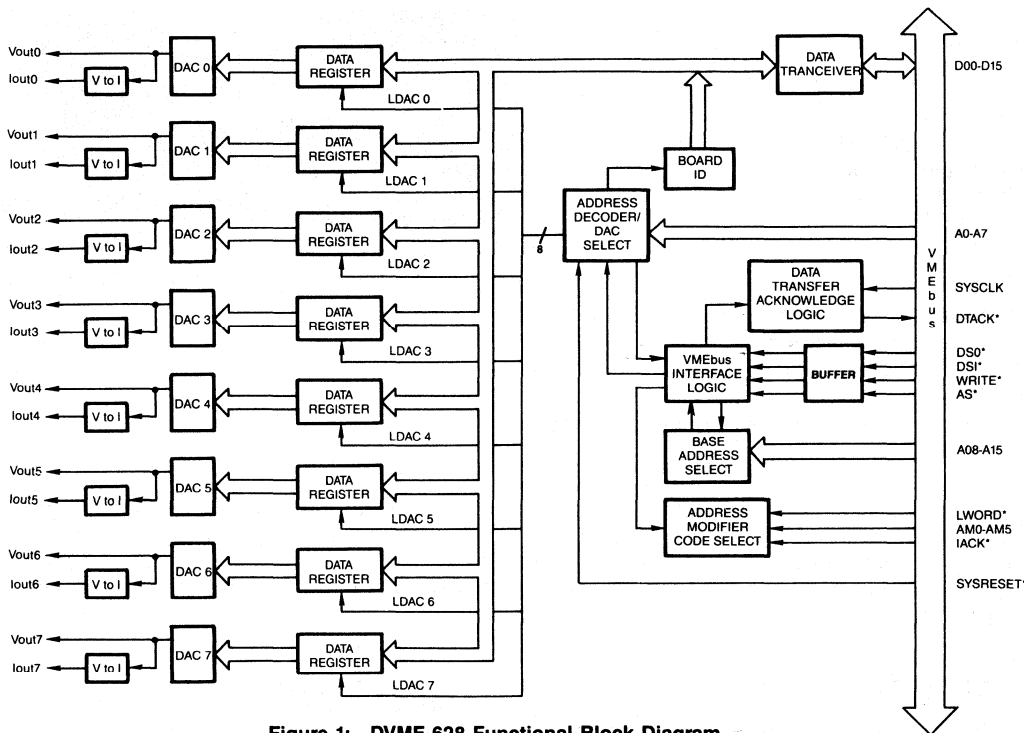 Vout0
Iout0
V to I
DAC 0
DATA
REGISTER
LDAC 0
Vout1
Iout1
V to I
DAC 1
DATA
REGISTER
LDAC 1
Vout2
Iout2
V to I
DAC 2
DATA
REGISTER
LDAC 2
Vout3
Iout3
V to I
DAC 3
DATA
REGISTER
LDAC 3
Vout4
Iout4
V to I
DAC 4
DATA
REGISTER
LDAC 4
Vout5
Iout5
V to I
DAC 5
DATA
REGISTER
LDAC 5
Vout6
Iout6
V to I
DAC 6
DATA
REGISTER
LDAC 6
Vout7
Iout7
V to I
DAC 7
DATA
REGISTER
LDAC 7
DATA
TRANCEIVER
BOARD
ID
ADDRESS
DECODER/
DAC
SELECT
8
DATA
TRANSFER
ACKNOWLEDGE
LOGIC
VMEbus
INTERFACE
LOGIC
BUFFER
BASE
ADDRESS
SELECT
ADDRESS
MODIFIER
CODE SELECT
VMEbus
D00-D15
A0-A7
SYSCLK
DTACK*
DS0*
DSI*
WRITE*
AS*
A08-A15
LWORD*
AM0-AM5
IACK*
SYSRESET*
Figure 1: DVME-628 Functional Block Diagram